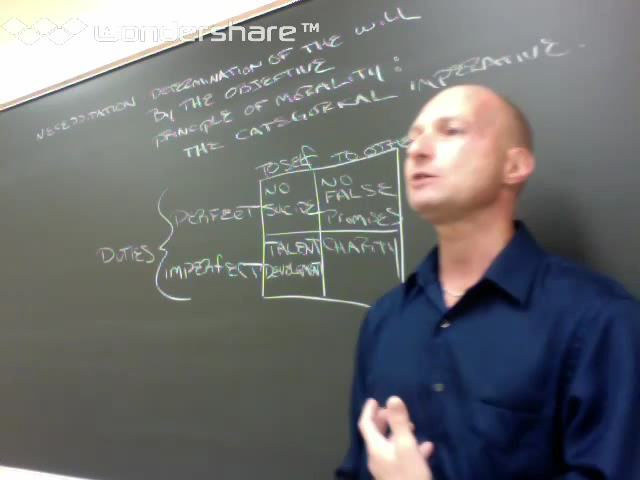 wondershare™
NECESSITATION: DETERMINATION OF THE WILL
BY THE OBJECTIVE
PRINCIPLE OF MORALITY:
THE CATEGORICAL IMPERATIVE.
TO SELF TO OTHE
DUTIES
PERFECT
NO SUICIDE
NO FALSE PROMISES
IMPERFECT
TALENT DEVELOPMENT
CHARITY